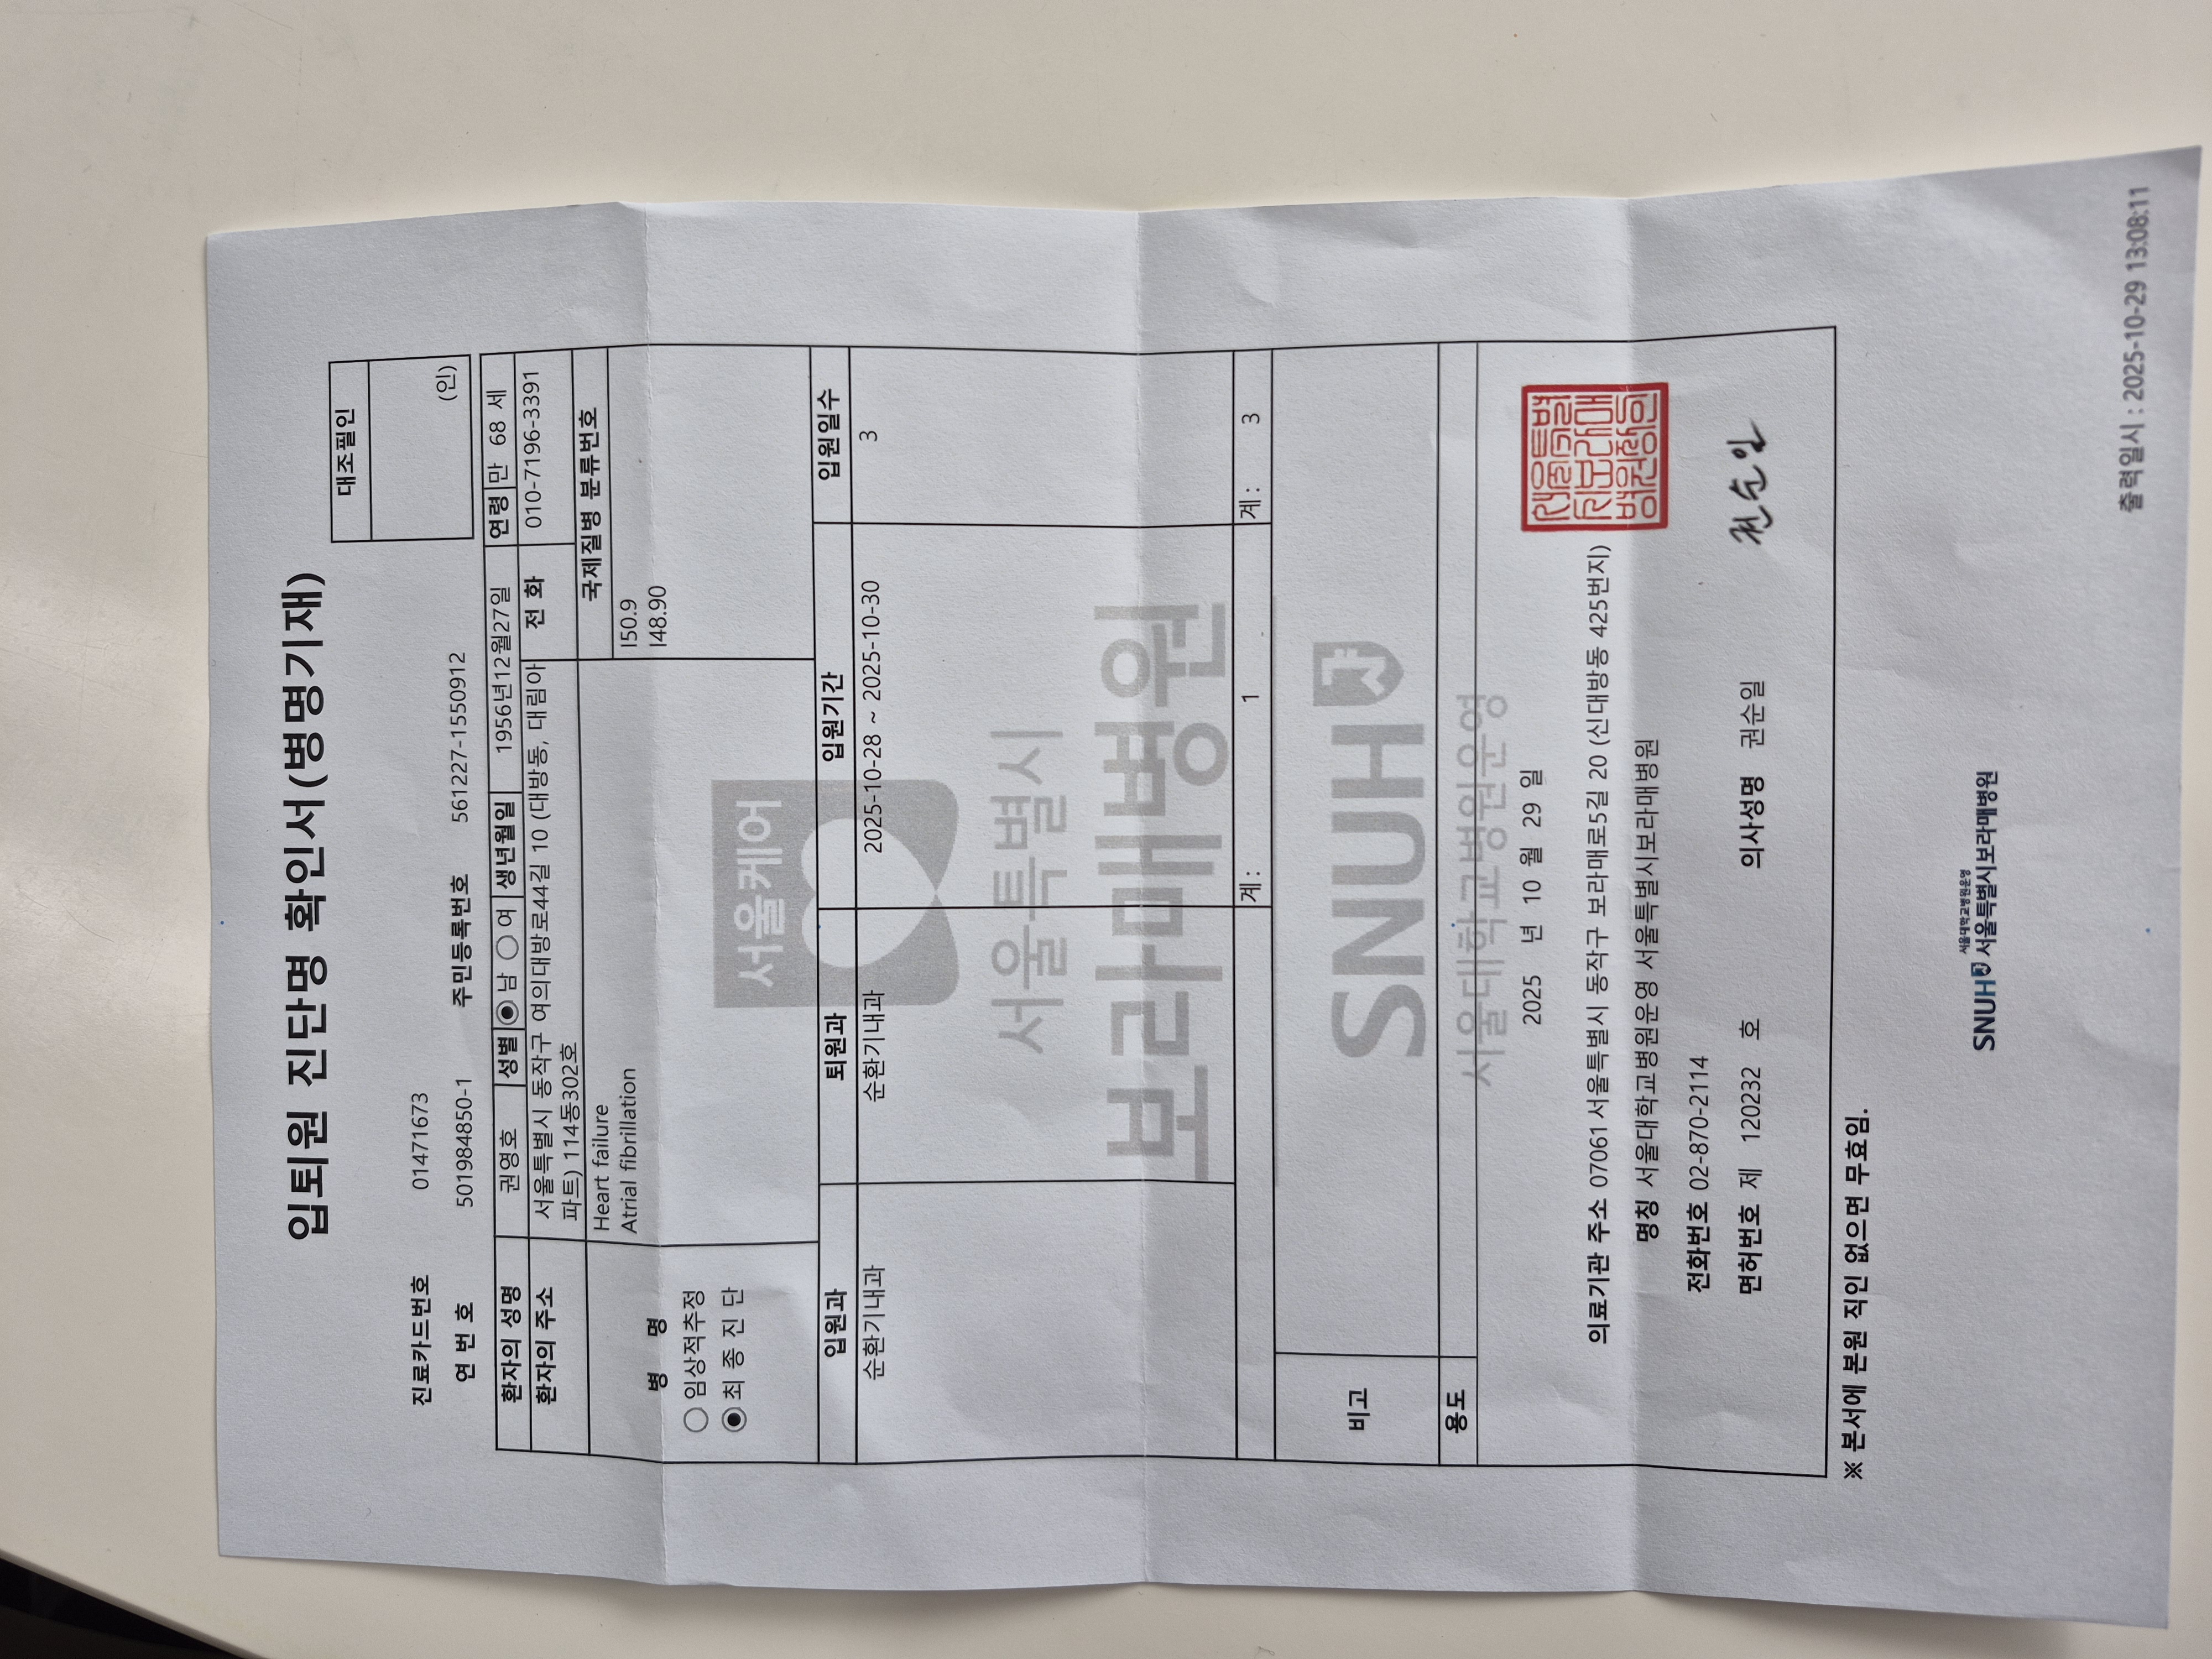 입퇴원 진단명 확인서(병명기재)
대조필인
(인)
진료카드번호 01471673
연 번 호 5019848850-1 주민등록번호 561227-1550912
환자의 성명 권영호 성별 남 여 생년월일 1956년12월27일 연령 만 68 세
환자의 주소 서울특별시 동작구 여의대방로44길 10 (대방동, 대림아 전 화 010-7196-3391
파트) 114동302호
병 명 국제질병 분류번호
Heart failure I50.9
Atrial fibrillation I48.90
임상적추정
최 종 진 단
입원과 퇴원과 입원기간 입원일수
순환기내과 순환기내과 2025-10-28 ~ 2025-10-30 3
계 : 1 계 : 3
비고
용도
서울케어
서울특별시
보라매병원
SNUH
서울대학교병원운영
2025 년 10 월 29 일
의료기관 주소 07061 서울특별시 동작구 보라매로5길 20 (신대방동 425번지)
명칭 서울대학교병원운영 서울특별시보라매병원
전화번호 02-870-2114
면허번호 제 120232 호 의사성명 권순일 권순일
※ 본서에 본원 직인 없으면 무효임.
서울대학교병원운영
SNUH 서울특별시보라매병원
출력일시 : 2025-10-29 13:08:11